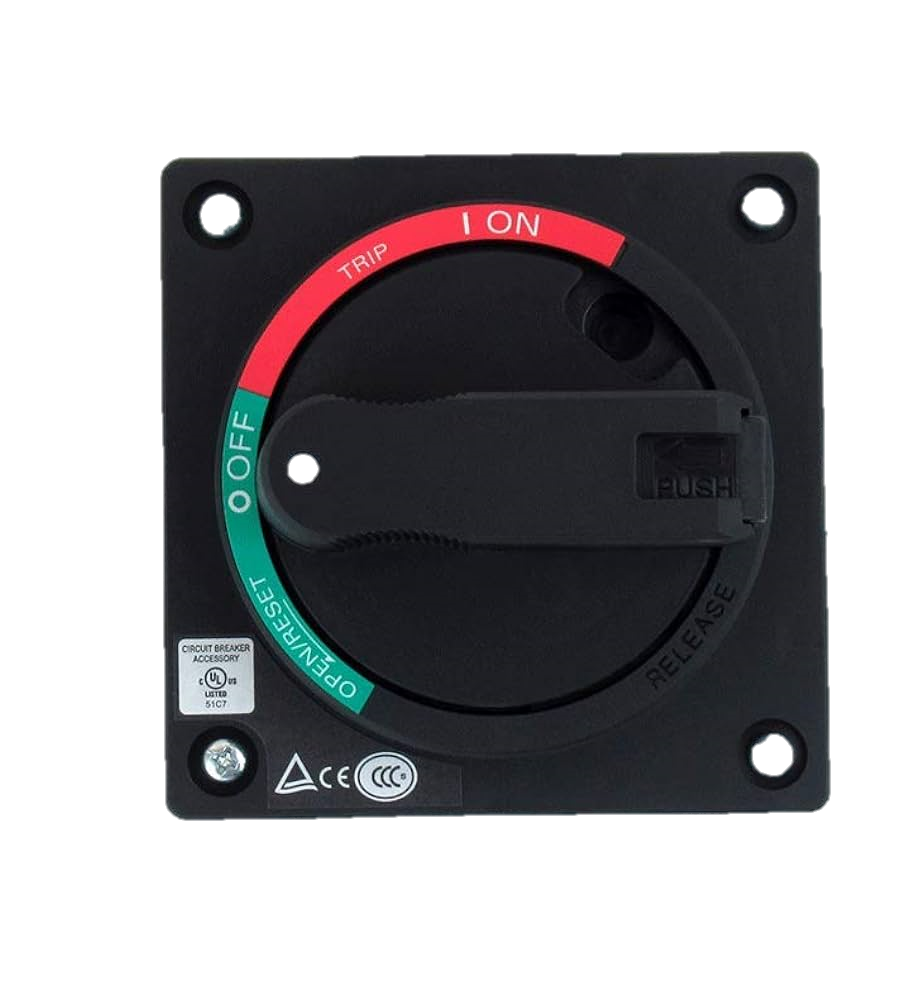 I ON
TRIP
O OFF
PUSH
OPEN/RESET
RELEASE
CIRCUIT BREAKER
ACCESSORY
C UL US
LISTED
51C7
CE CCC S